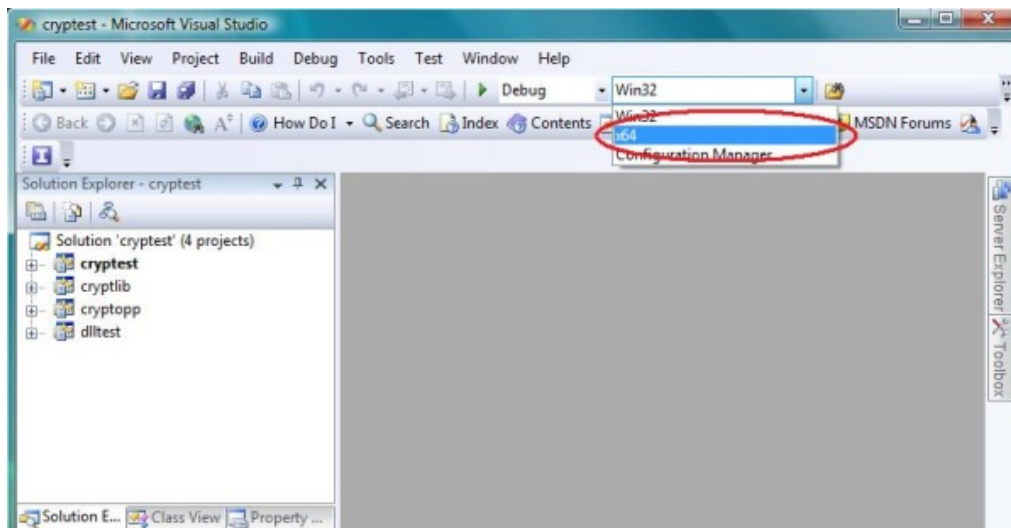 cryptest - Microsoft Visual Studio
File Edit View Project Build Debug Tools Test Window Help
Debug Win32
Back How Do I Search Index Contents Win32 MSDN Forums
x64
Configuration Manager...
Solution Explorer - cryptest
Solution 'cryptest' (4 projects)
cryptest
cryptlib
cryptopp
dlltest
Server Explorer
Toolbox
Solution E... Class View Property ...